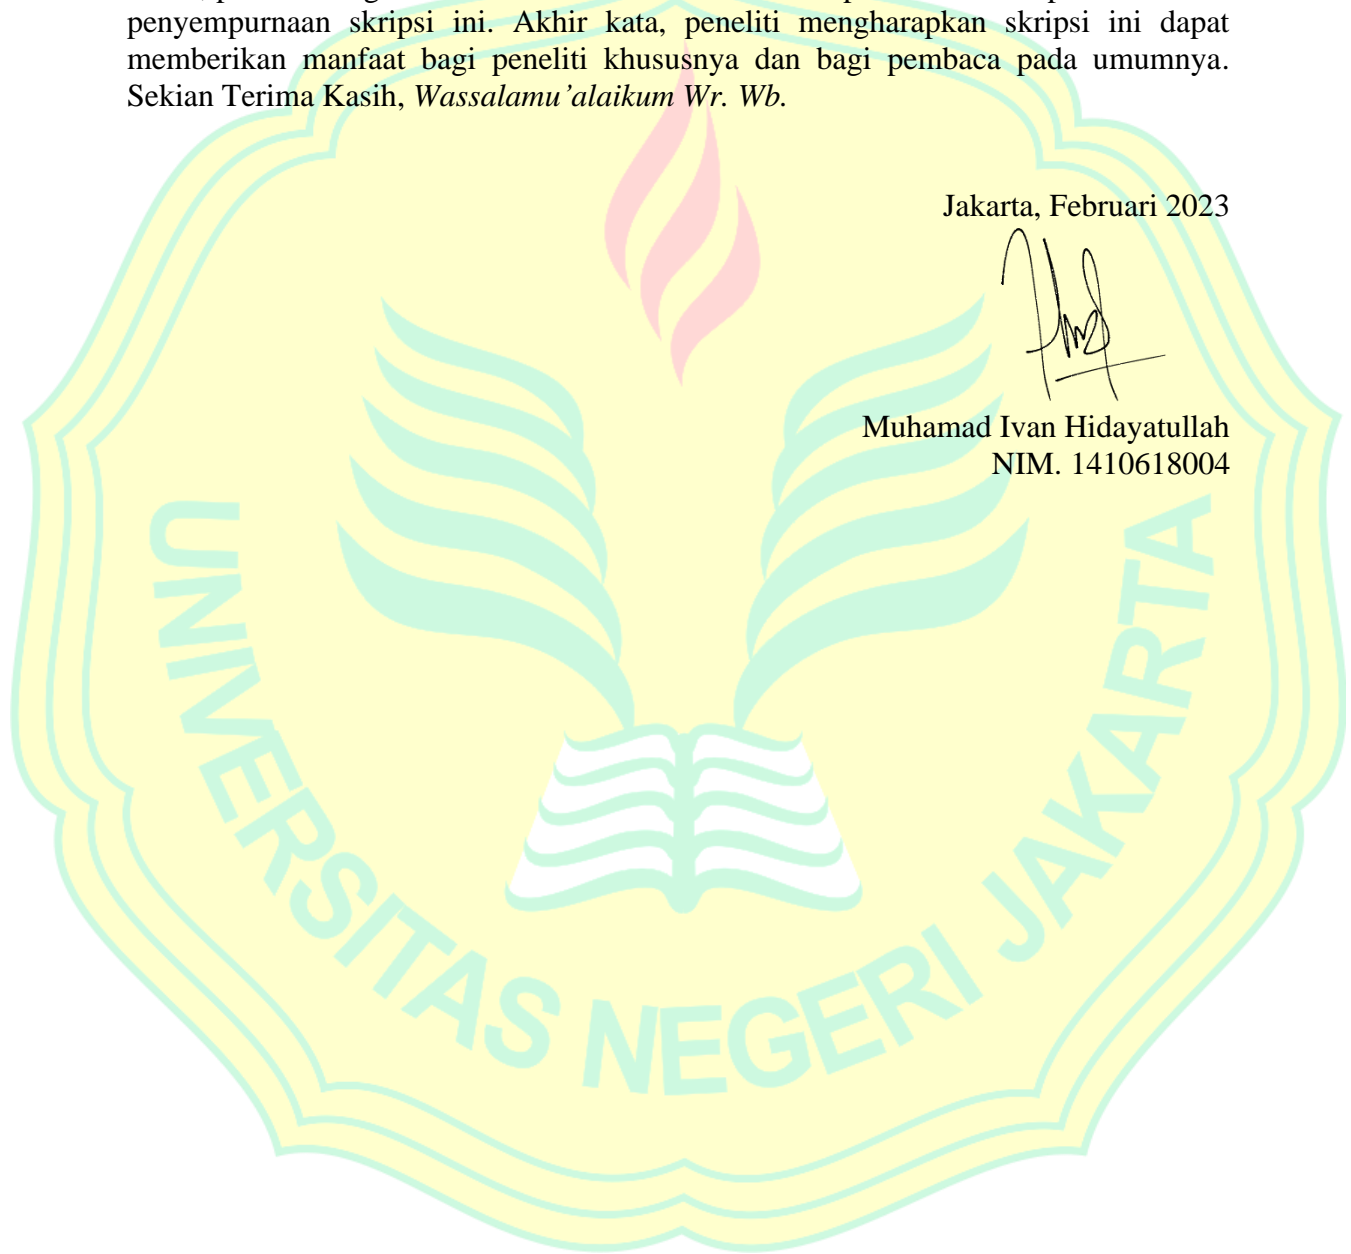 penyempurnaan skripsi ini. Akhir kata, peneliti mengharapkan skripsi ini dapat
memberikan manfaat bagi peneliti khususnya dan bagi pembaca pada umumnya.
Sekian Terima Kasih, Wassalamu’alaikum Wr. Wb.
Jakarta, Februari 2023
Muhamad Ivan Hidayatullah
NIM. 1410618004
UNIVERSITAS NEGERI JAKARTA